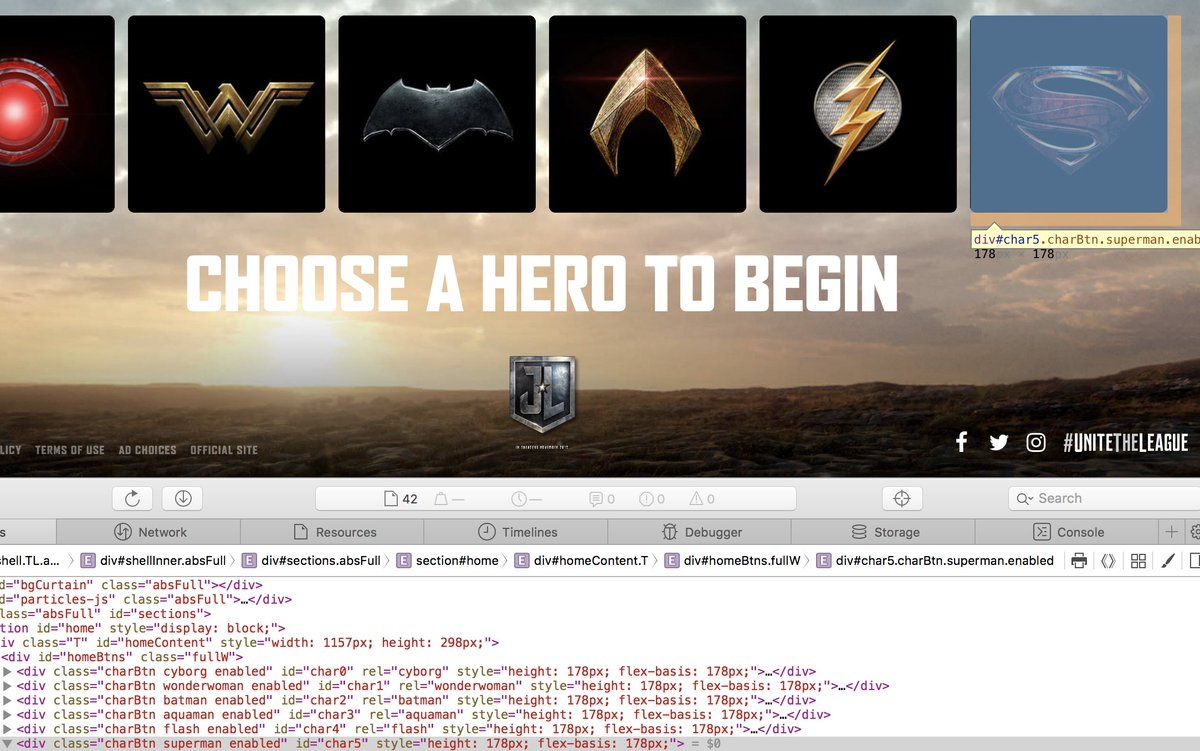 div#char5.charBtn.superman.enab
178px × 178px
CHOOSE A HERO TO BEGIN
JL
IN THEATERS NOVEMBER 2017
LICY TERMS OF USE AD CHOICES OFFICIAL SITE
#UNITETHELEAGUE
42 — — 0 0 0 Search
s Network Resources Timelines Debugger Storage Console
shell.TL.a... E div#shellInner.absFull E div#sections.absFull E section#home E div#homeContent.T E div#homeBtns.fullW E div#char5.charBtn.superman.enabled
d="bgCurtain" class="absFull"></div>
d="particles-js" class="absFull">…</div>
lass="absFull" id="sections">
tion id="home" style="display: block;">
iv class="T" id="homeContent" style="width: 1157px; height: 298px;">
<div id="homeBtns" class="fullW">
<div class="charBtn cyborg enabled" id="char0" rel="cyborg" style="height: 178px; flex-basis: 178px;">…</div>
<div class="charBtn wonderwoman enabled" id="char1" rel="wonderwoman" style="height: 178px; flex-basis: 178px;">…</div>
<div class="charBtn batman enabled" id="char2" rel="batman" style="height: 178px; flex-basis: 178px;">…</div>
<div class="charBtn aquaman enabled" id="char3" rel="aquaman" style="height: 178px; flex-basis: 178px;">…</div>
<div class="charBtn flash enabled" id="char4" rel="flash" style="height: 178px; flex-basis: 178px;">…</div>
<div class="charBtn superman enabled" id="char5" style="height: 178px; flex-basis: 178px;"> = $0